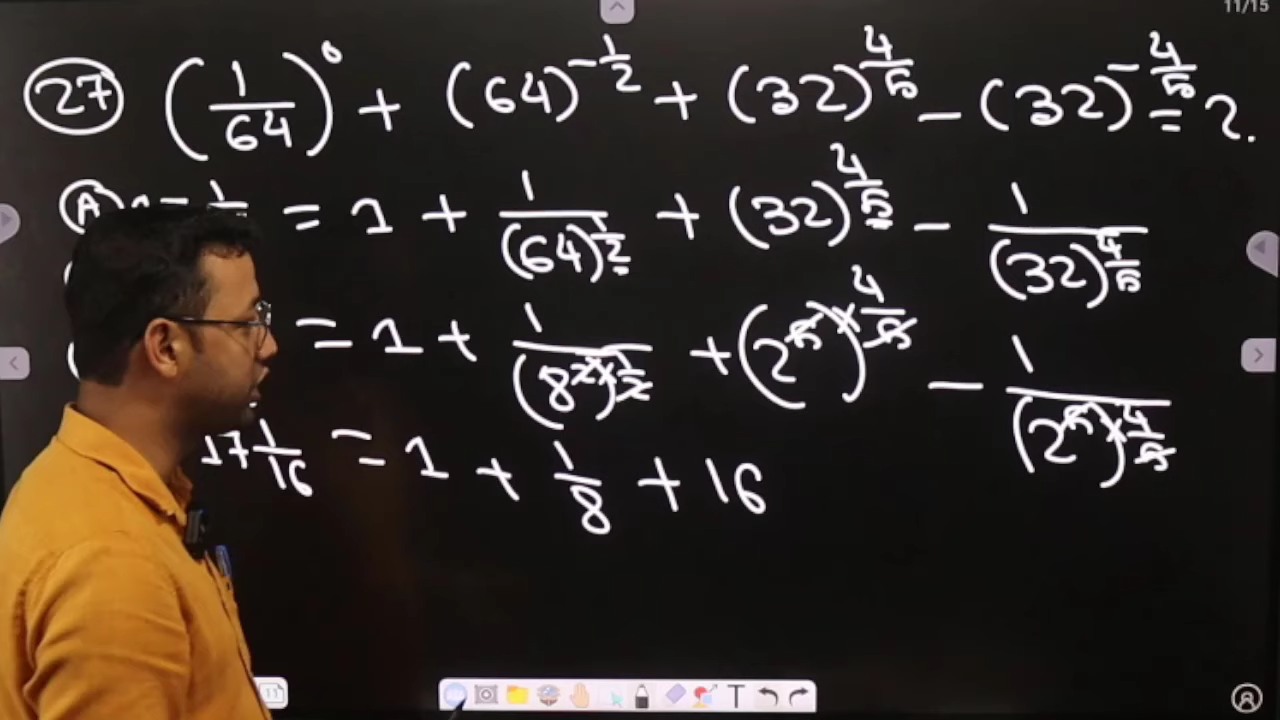 11/15
27 (1/64)^0 + (64)^{-1/2} + (32)^{4/5} - (32)^{-4/5} = 2.
A = 1 + 1/(64)^{1/2} + (32)^{4/5} - 1/(32)^{4/5}
= 1 + 1/(8^{2×1/2}) + (2^{5×4/5}) - 1/(2^{5×4/5})
17 1/16 = 1 + 1/8 + 16
11
T